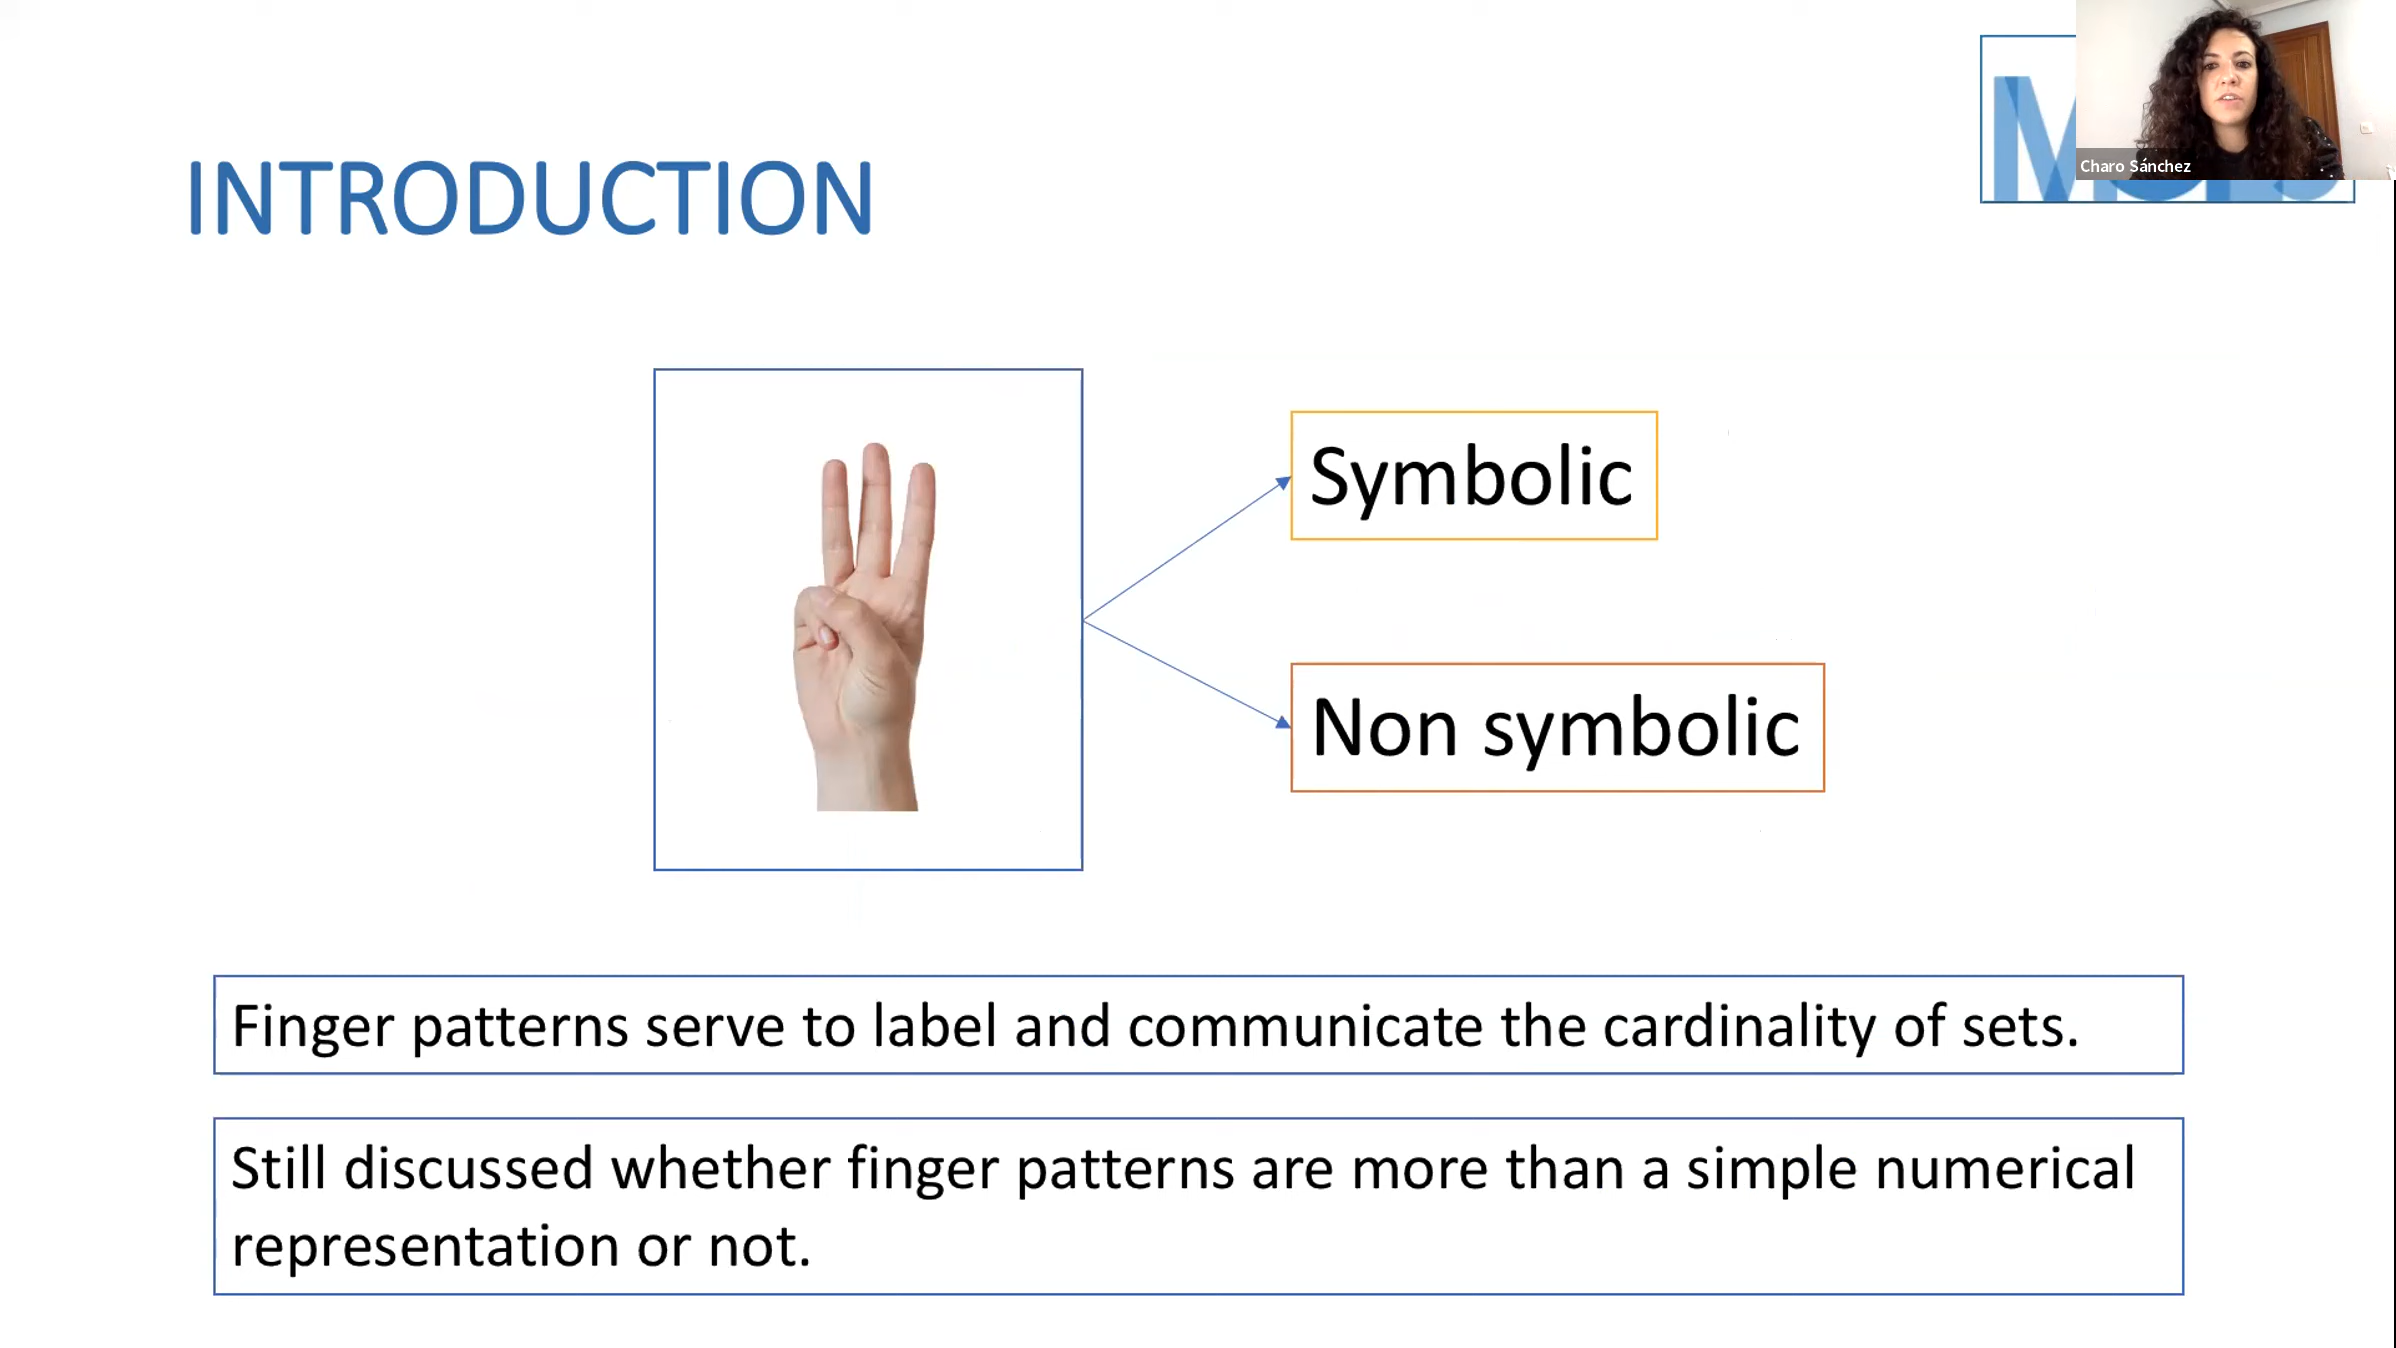 INTRODUCTION
Charo Sánchez
Symbolic
Non symbolic
Finger patterns serve to label and communicate the cardinality of sets.
Still discussed whether finger patterns are more than a simple numerical
representation or not.